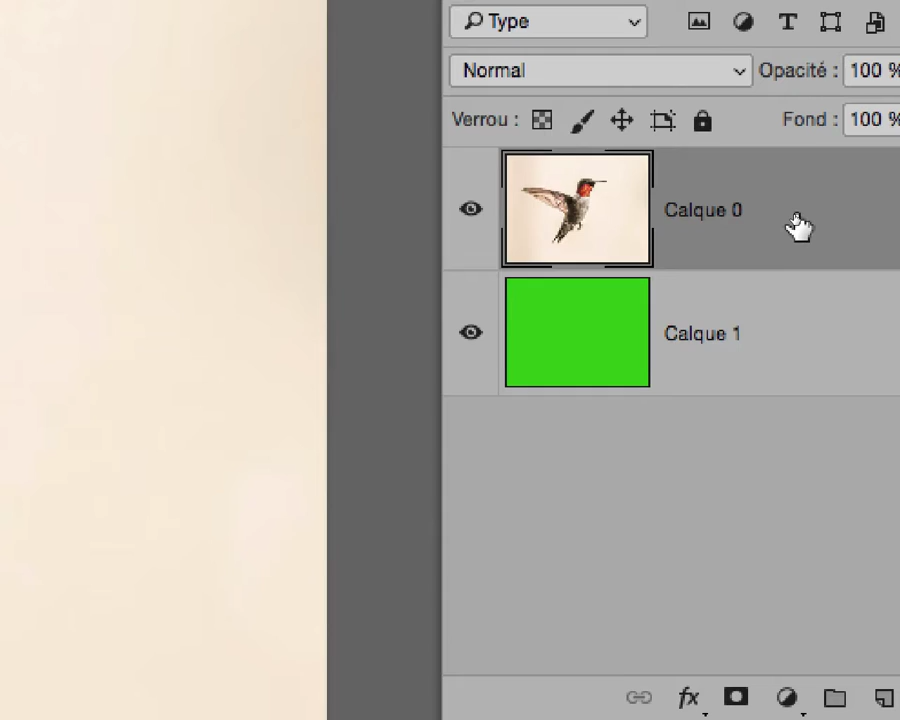 Type
Normal Opacité : 100 %
Verrou : Fond : 100 %
Calque 0
Calque 1
fx